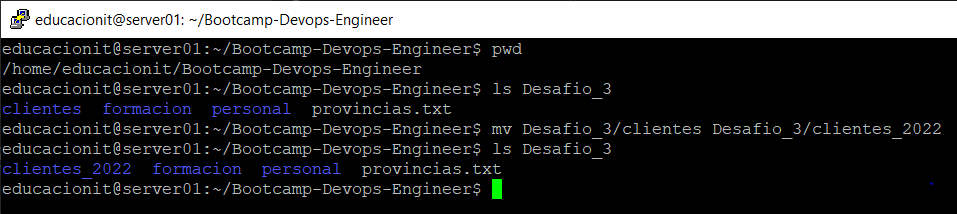 educacionit@server01: ~/Bootcamp-Devops-Engineer
educacionit@server01:~/Bootcamp-Devops-Engineer$ pwd
/home/educacionit/Bootcamp-Devops-Engineer
educacionit@server01:~/Bootcamp-Devops-Engineer$ ls Desafio_3
clientes  formacion  personal  provincias.txt
educacionit@server01:~/Bootcamp-Devops-Engineer$ mv Desafio_3/clientes Desafio_3/clientes_2022
educacionit@server01:~/Bootcamp-Devops-Engineer$ ls Desafio_3
clientes_2022  formacion  personal  provincias.txt
educacionit@server01:~/Bootcamp-Devops-Engineer$